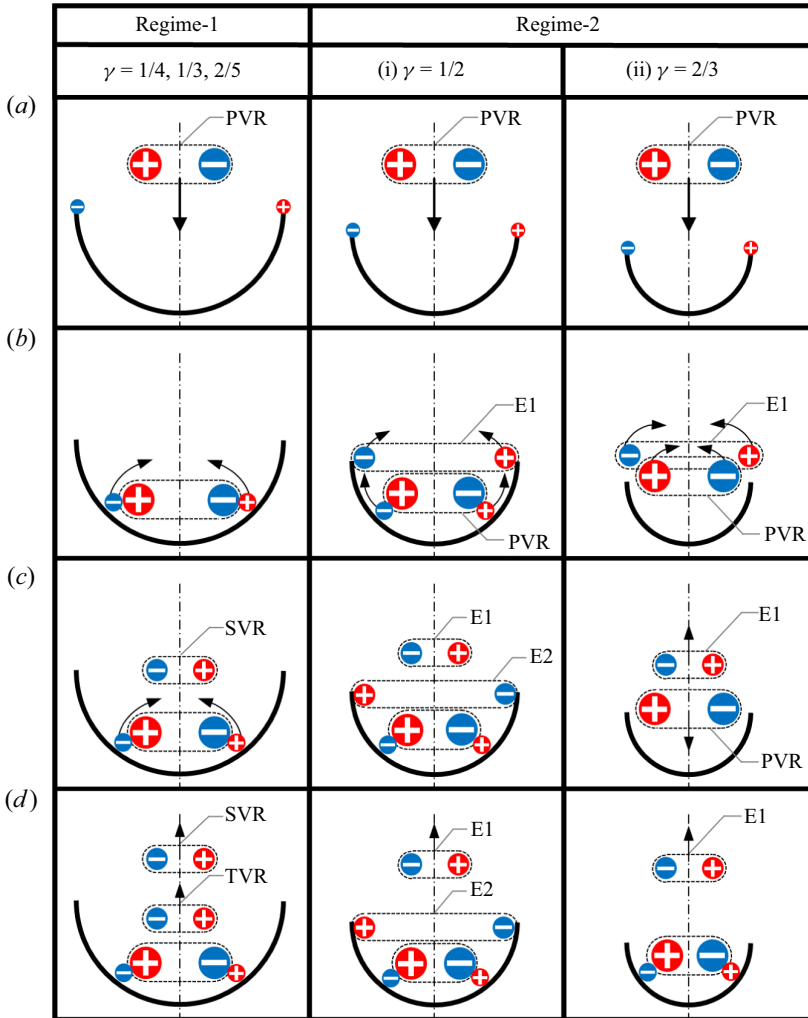 Regime-1
Regime-2
γ = 1/4, 1/3, 2/5
(i) γ = 1/2
(ii) γ = 2/3
(a)
PVR
PVR
PVR
(b)
E1
PVR
E1
PVR
(c)
SVR
E1
E2
E1
PVR
(d)
SVR
TVR
E1
E2
E1